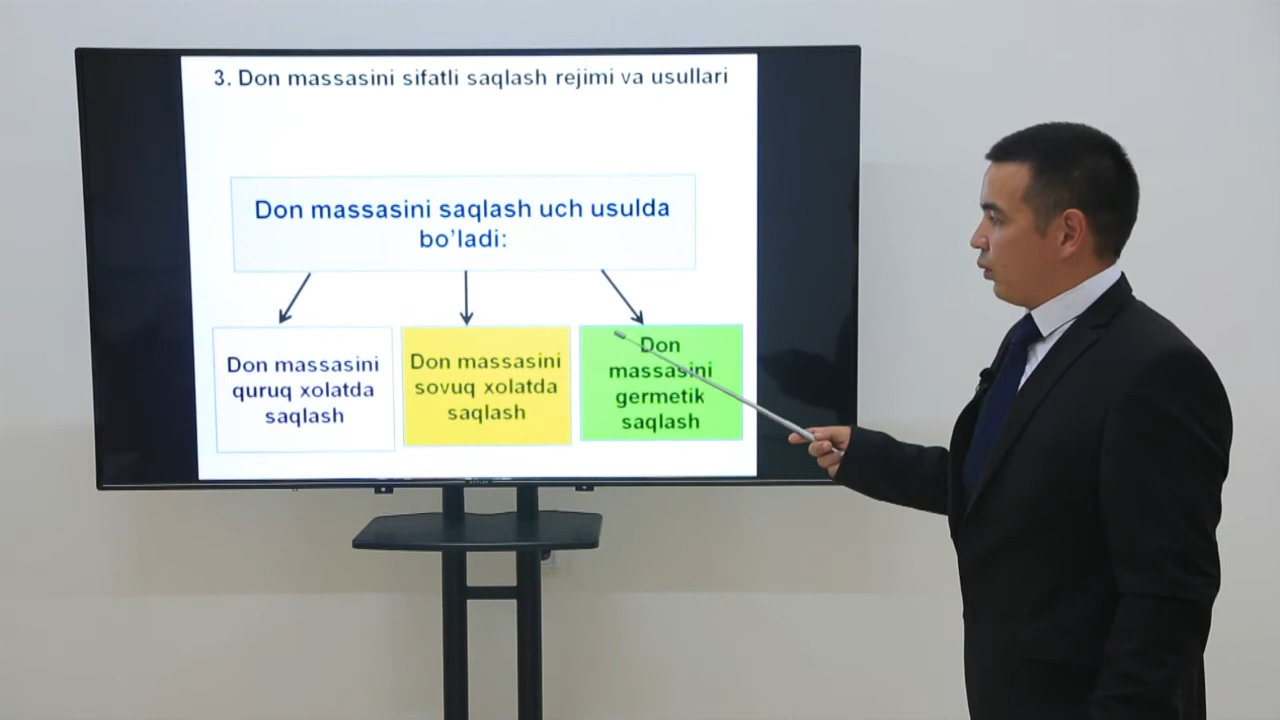 3. Don massasini sifatli saqlash rejimi va usullari
Don massasini saqlash uch usulda
bo’ladi:
Don massasini
quruq xolatda
saqlash
Don massasini
sovuq xolatda
saqlash
Don
massasini
germetik
saqlash